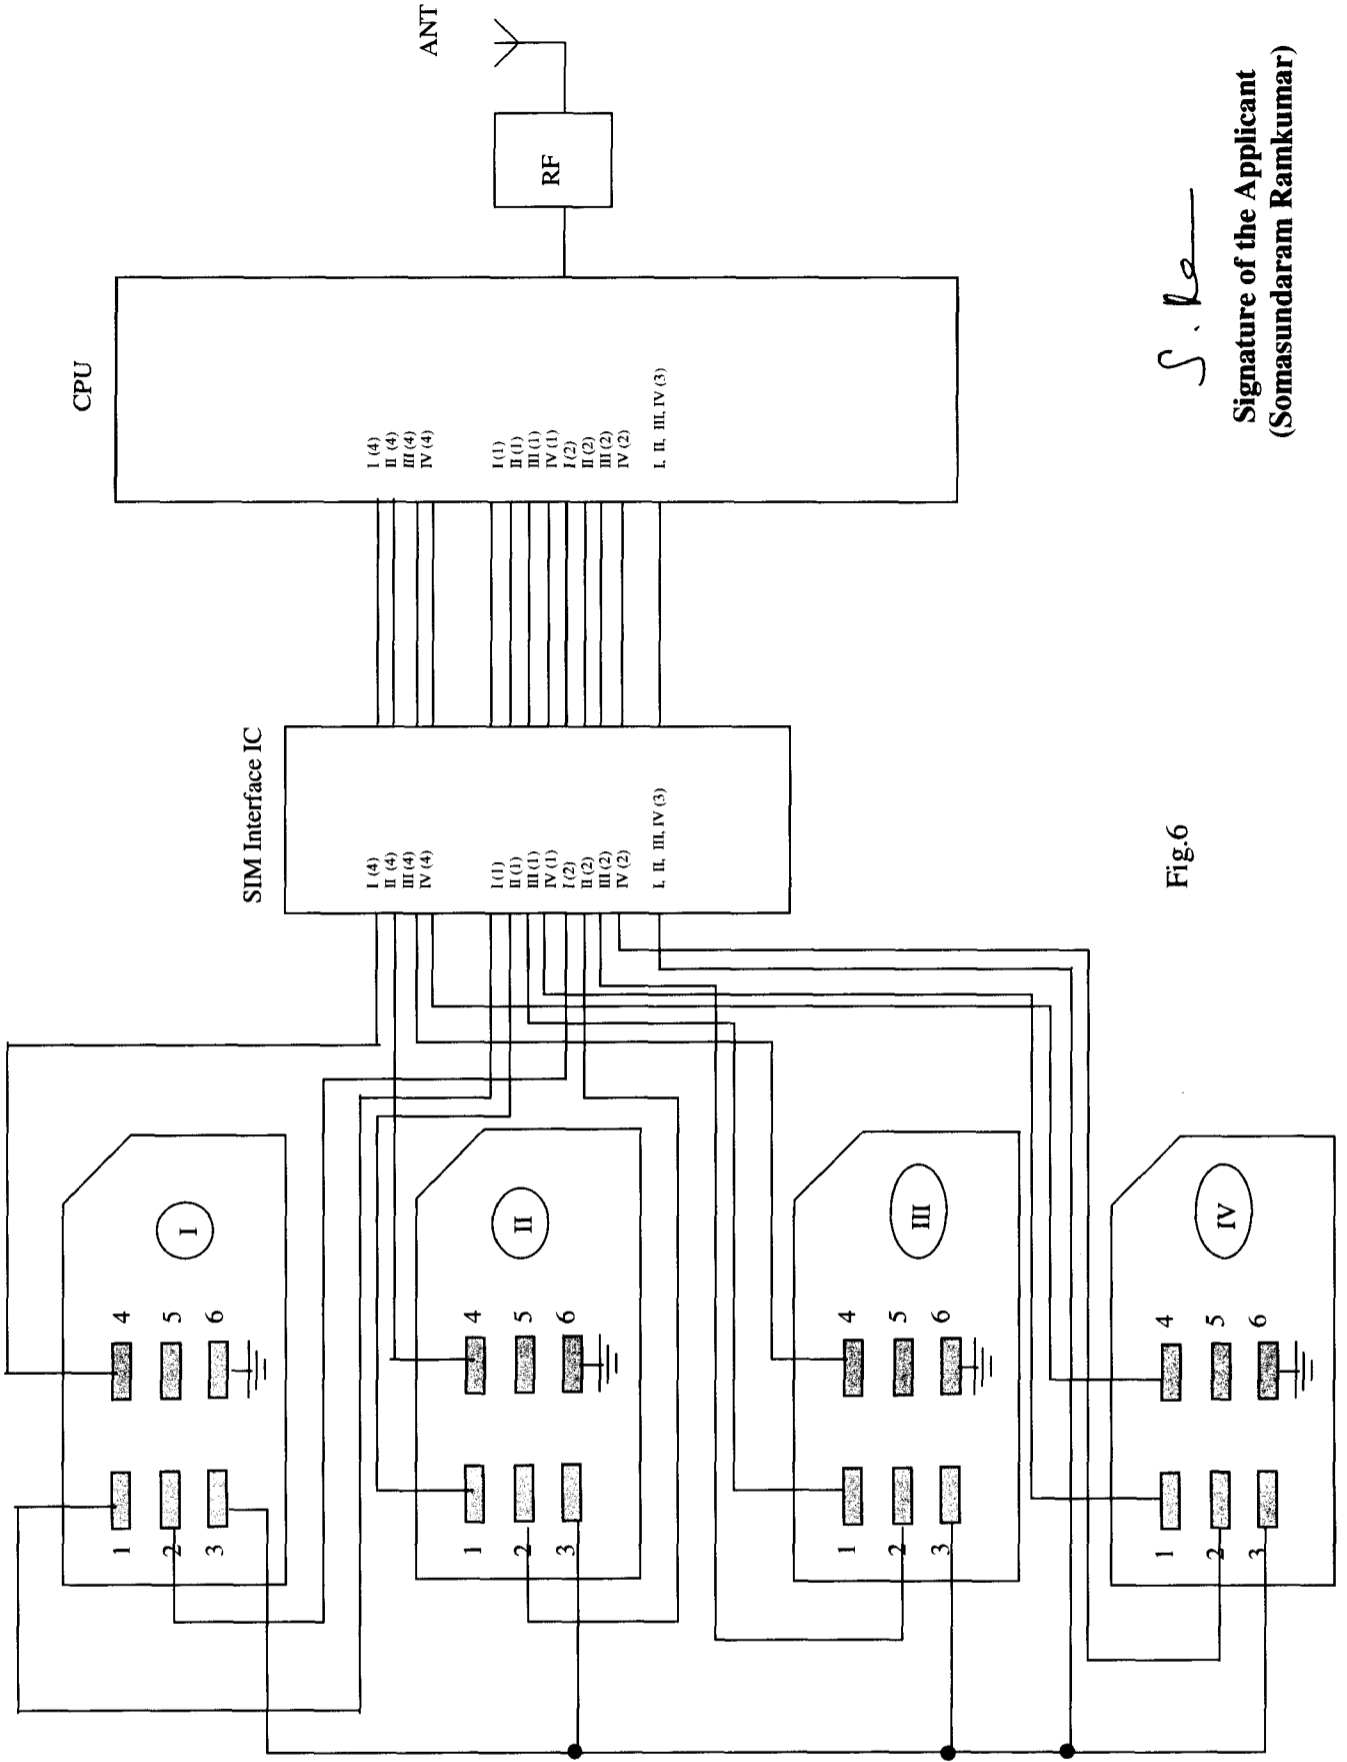 ANT
RF
CPU
I (4)
II (4)
III (4)
IV (4)
I (1)
II (1)
III (1)
IV (1)
I (2)
II (2)
III (2)
IV (2)
I, II, III, IV (3)
SIM Interface IC
I (4)
II (4)
III (4)
IV (4)
I (1)
II (1)
III (1)
IV (1)
I (2)
II (2)
III (2)
IV (2)
I, II, III, IV (3)
I
4
5
6
1
2
3
II
4
5
6
1
2
3
III
4
5
6
1
2
3
IV
4
5
6
1
2
3
Fig.6
Signature of the Applicant
(Somasundaram Ramkumar)